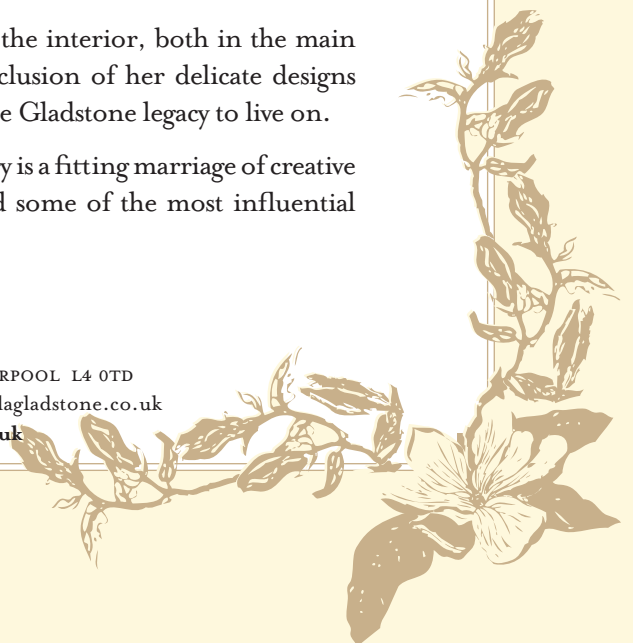 the interior, both in the main
clusion of her delicate designs
e Gladstone legacy to live on.
y is a fitting marriage of creative
d some of the most influential
RPOOL L4 0TD
lagladstone.co.uk
uk